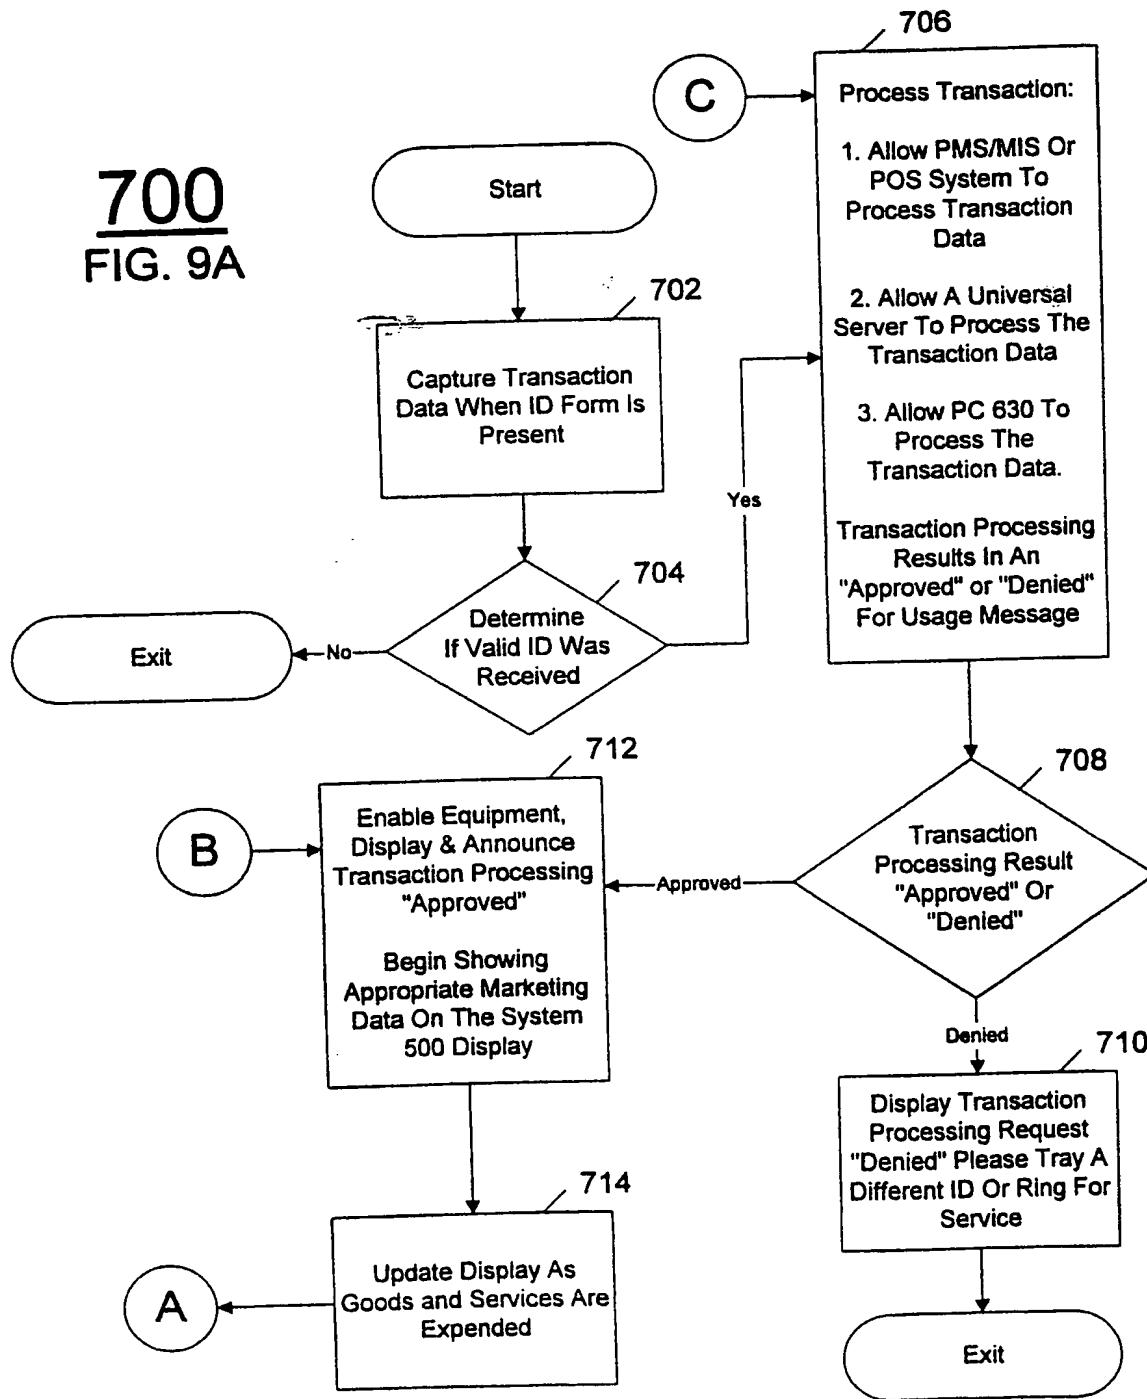 700
FIG. 9A
Start
702
Capture Transaction
Data When ID Form Is
Present
704
Determine
If Valid ID Was
Received
No
Exit
Yes
C
706
Process Transaction:
1. Allow PMS/MIS Or
POS System To
Process Transaction
Data
2. Allow A Universal
Server To Process The
Transaction Data
3. Allow PC 630 To
Process The
Transaction Data.
Transaction Processing
Results In An
"Approved" or "Denied"
For Usage Message
708
Transaction
Processing Result
"Approved" Or
"Denied"
Approved
Denied
710
Display Transaction
Processing Request
"Denied" Please Tray A
Different ID Or Ring For
Service
Exit
B
712
Enable Equipment,
Display & Announce
Transaction Processing
"Approved"
Begin Showing
Appropriate Marketing
Data On The System
500 Display
714
Update Display As
Goods and Services Are
Expended
A